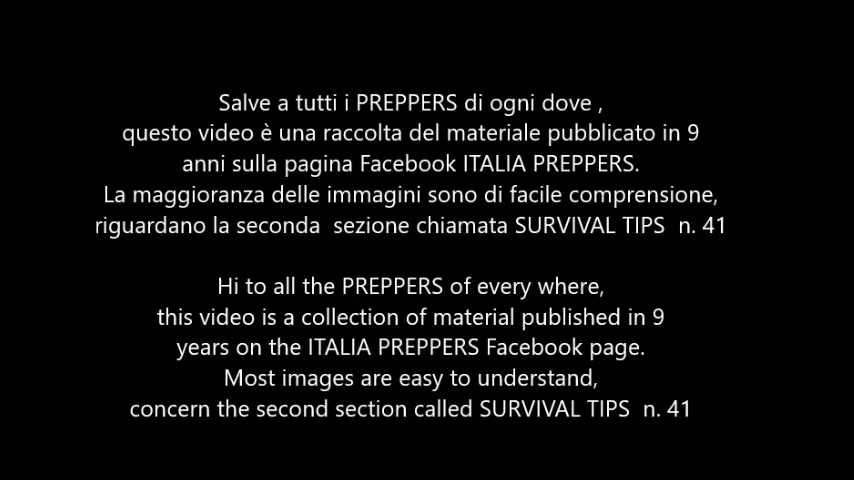 Salve a tutti i PREPPERS di ogni dove ,
questo video è una raccolta del materiale pubblicato in 9
anni sulla pagina Facebook ITALIA PREPPERS.
La maggioranza delle immagini sono di facile comprensione,
riguardano la seconda  sezione chiamata SURVIVAL TIPS  n. 41
Hi to all the PREPPERS of every where,
this video is a collection of material published in 9
years on the ITALIA PREPPERS Facebook page.
Most images are easy to understand,
concern the second section called SURVIVAL TIPS  n. 41